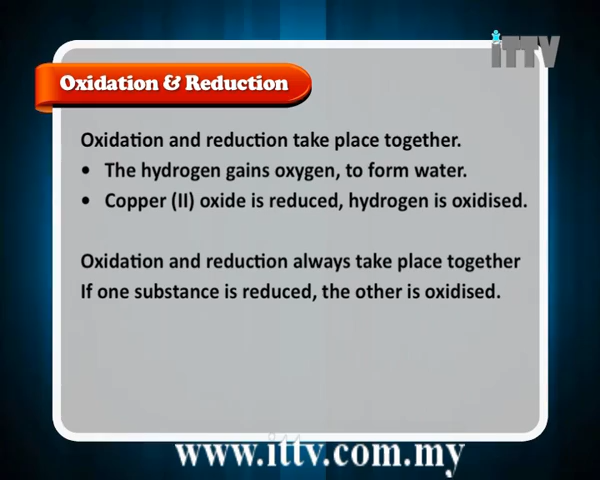 iTTV
Oxidation & Reduction
Oxidation and reduction take place together.
• The hydrogen gains oxygen, to form water.
• Copper (II) oxide is reduced, hydrogen is oxidised.
Oxidation and reduction always take place together
If one substance is reduced, the other is oxidised.
www.ittv.com.my